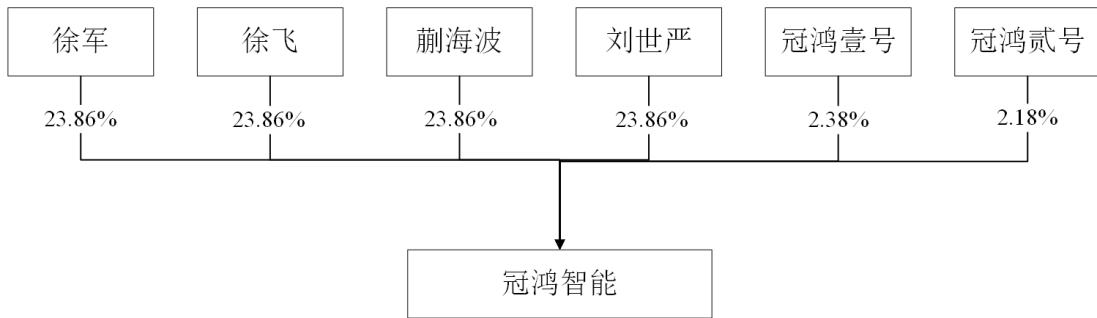 徐军
徐飞
蒯海波
刘世严
冠鸿壹号
冠鸿贰号
23.86%
23.86%
23.86%
23.86%
2.38%
2.18%
冠鸿智能